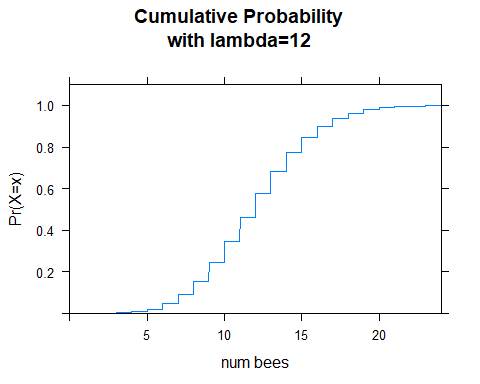 Cumulative Probability
with lambda=12
Pr(X=x)
1.0
0.8
0.6
0.4
0.2
5 10 15 20
num bees